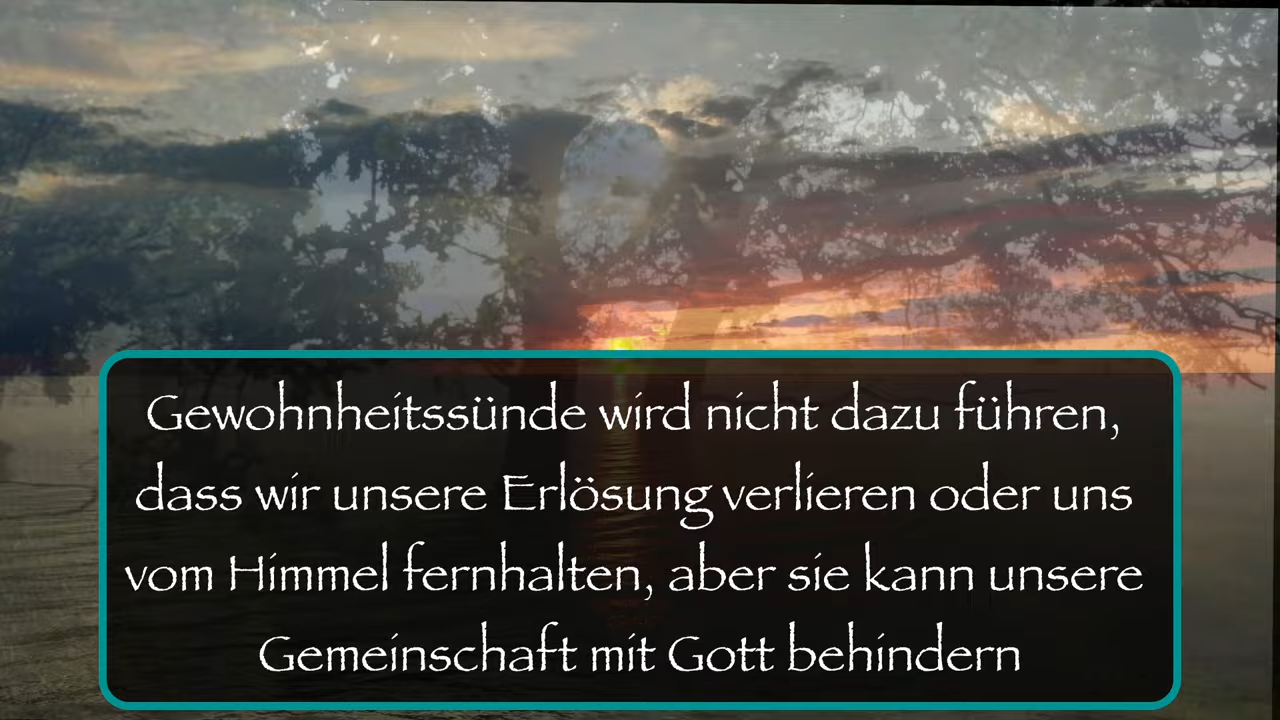 Gewohnheitssünde wird nicht dazu führen,
dass wir unsere Erlösung verlieren oder uns
vom Himmel fernhalten, aber sie kann unsere
Gemeinschaft mit Gott behindern